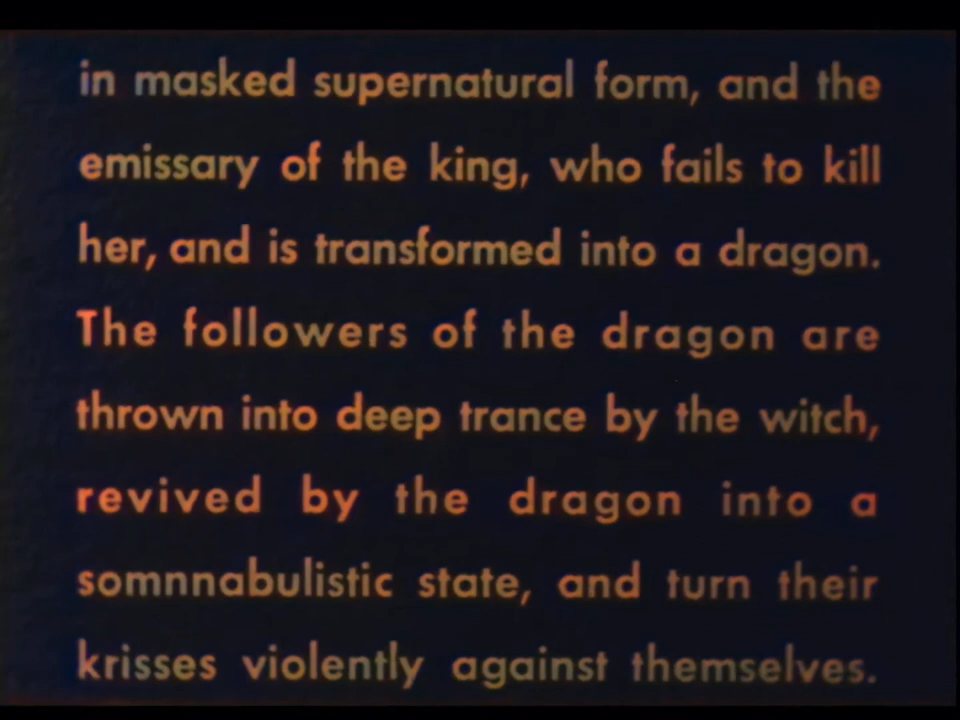 in masked supernatural form, and the
emissary of the king, who fails to kill
her, and is transformed into a dragon.
The followers of the dragon are
thrown into deep trance by the witch,
revived by the dragon into a
somnnabulistic state, and turn their
krisses violently against themselves.